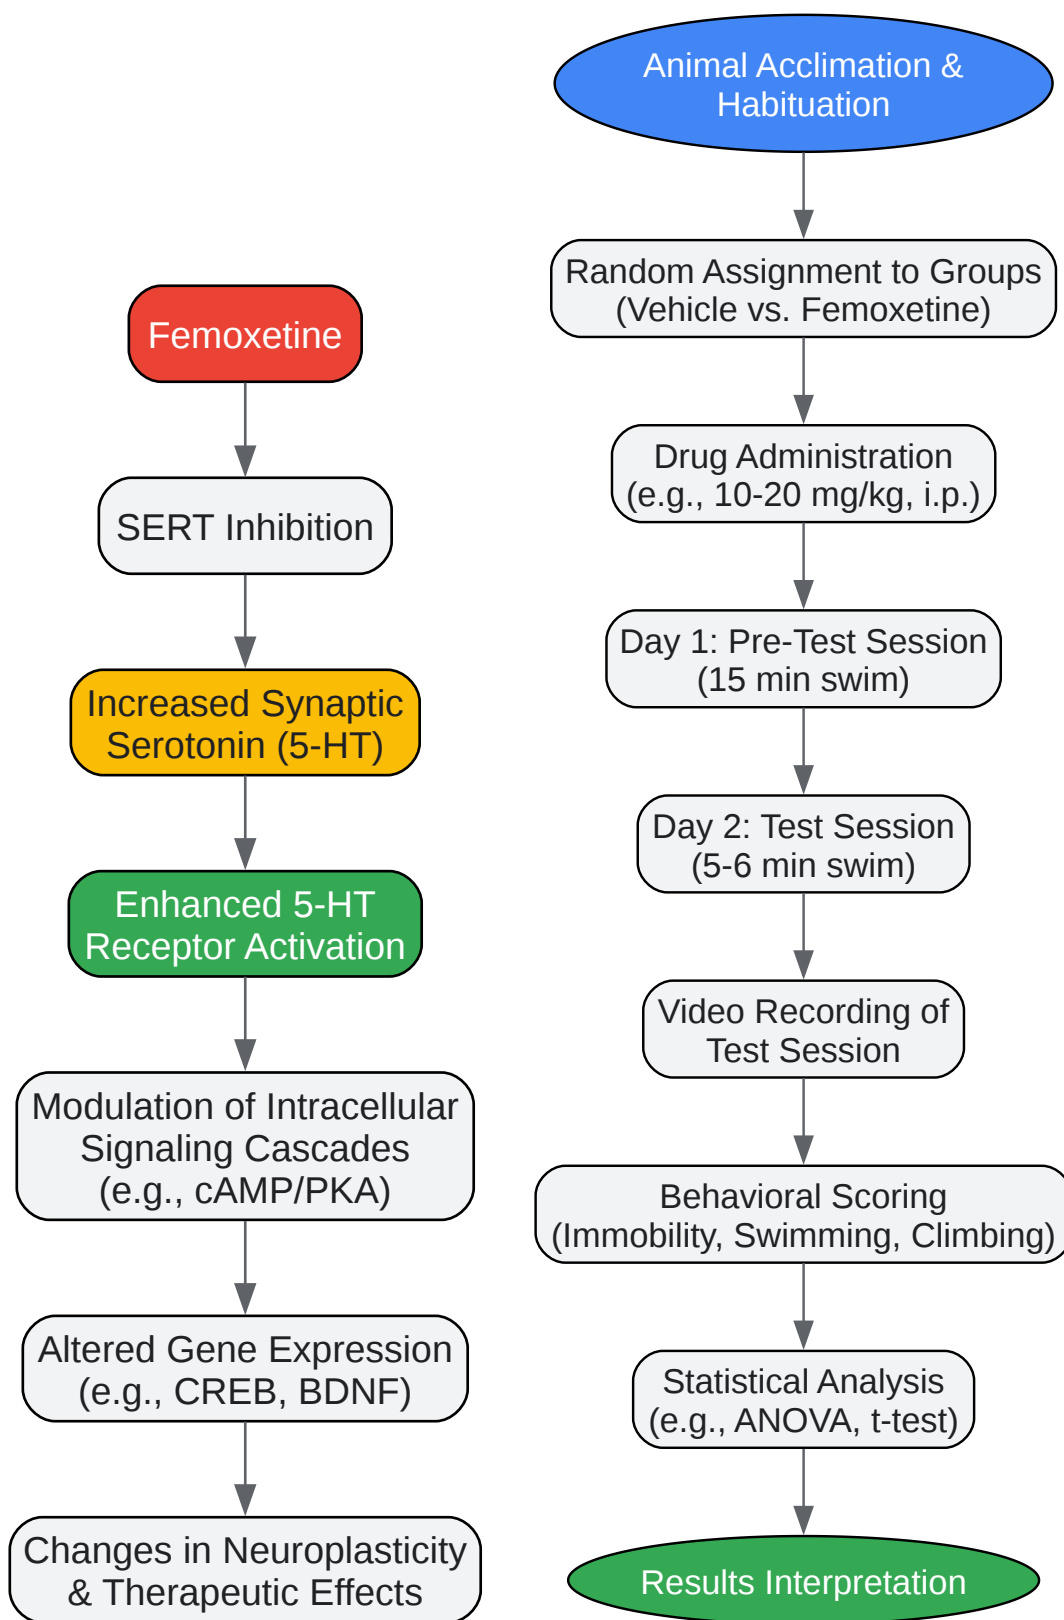 Femoxetine
SERT Inhibition
Increased Synaptic
Serotonin (5-HT)
Enhanced 5-HT
Receptor Activation
Modulation of Intracellular
Signaling Cascades
(e.g., cAMP/PKA)
Altered Gene Expression
(e.g., CREB, BDNF)
Changes in Neuroplasticity
& Therapeutic Effects
Animal Acclimation &
Habituation
Random Assignment to Groups
(Vehicle vs. Femoxetine)
Drug Administration
(e.g., 10-20 mg/kg, i.p.)
Day 1: Pre-Test Session
(15 min swim)
Day 2: Test Session
(5-6 min swim)
Video Recording of
Test Session
Behavioral Scoring
(Immobility, Swimming, Climbing)
Statistical Analysis
(e.g., ANOVA, t-test)
Results Interpretation